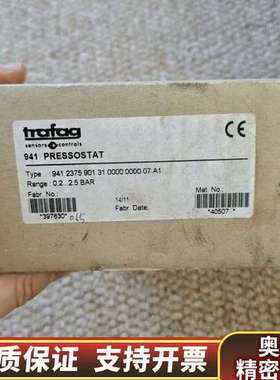 trafag
sensors controls
CE
941 PRESSOSTAT
Type : 941 2375 901 31 0000 0000 07 A1
Range : 0.2...2.5 BAR
Fabr. No.: Mat. No.:
14/11
Fabr. Date.
*397630* *40507*
奥
质保证 支持开票 精密